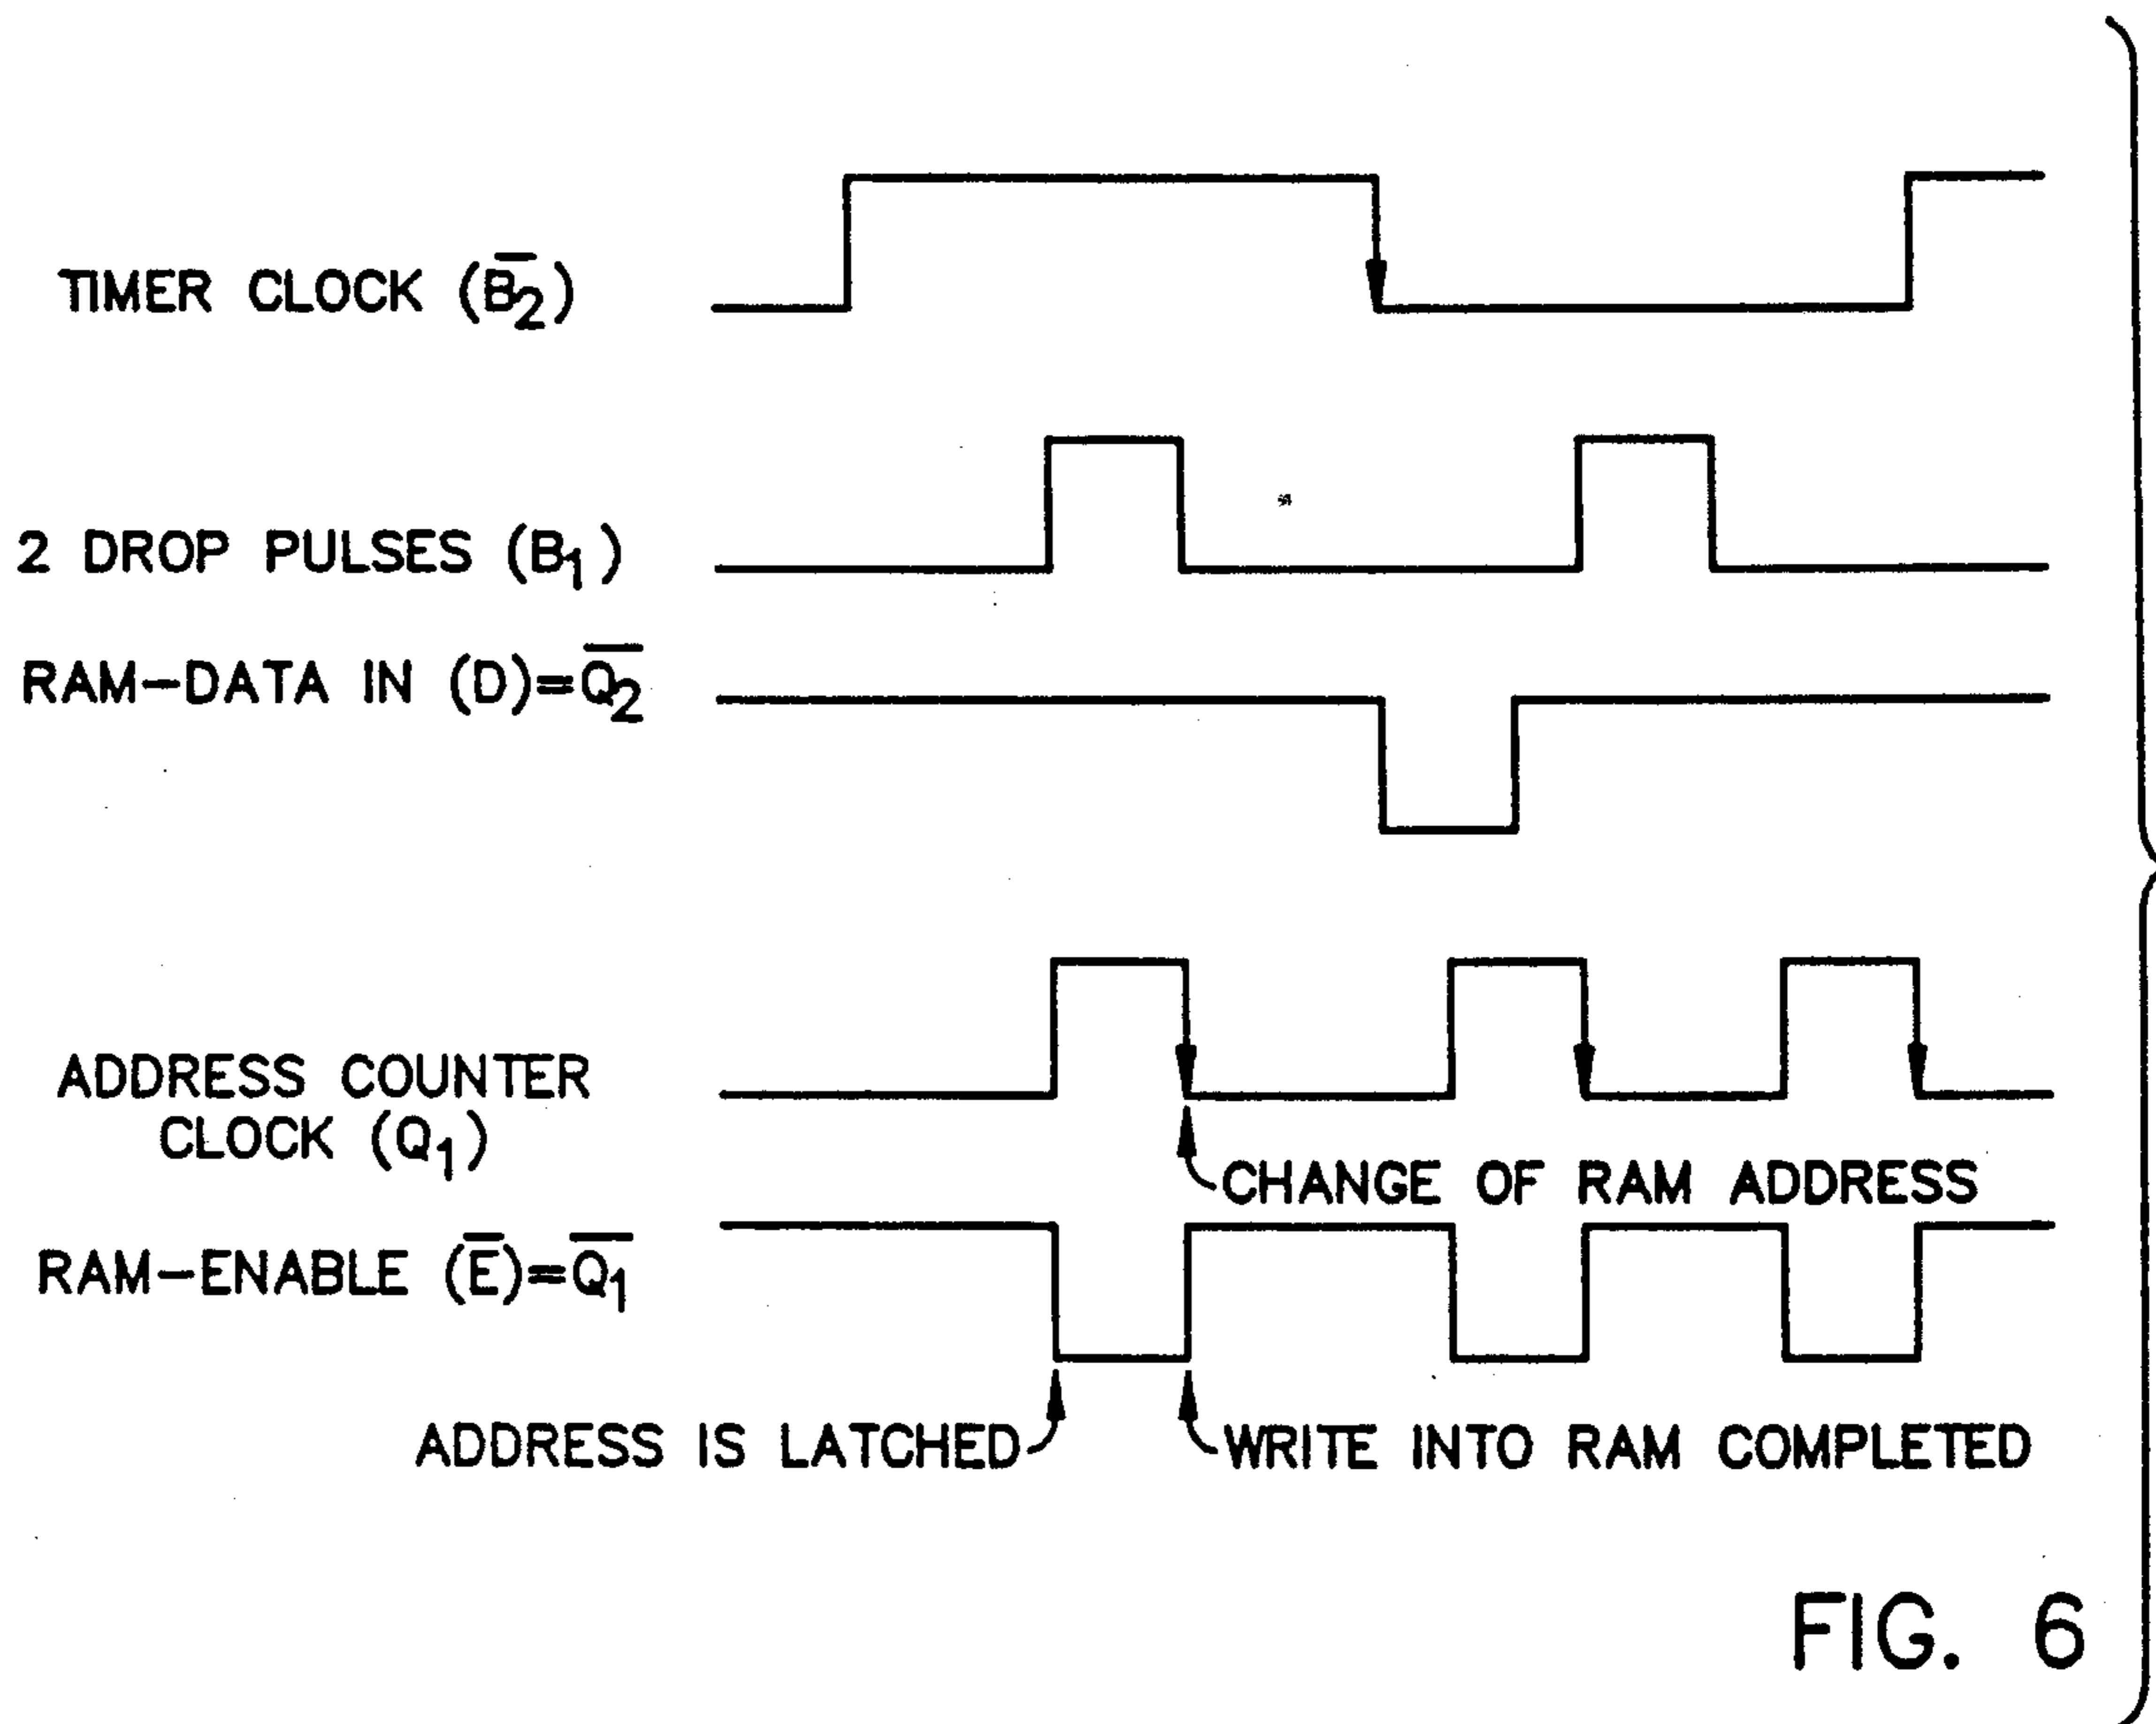 TIMER CLOCK (B̅₂)
2 DROP PULSES (B₁)
RAM–DATA IN (D)=Q̅₂
ADDRESS COUNTER
CLOCK (Q₁)
CHANGE OF RAM ADDRESS
RAM–ENABLE (E̅)=Q̅₁
ADDRESS IS LATCHED
WRITE INTO RAM COMPLETED
FIG. 6